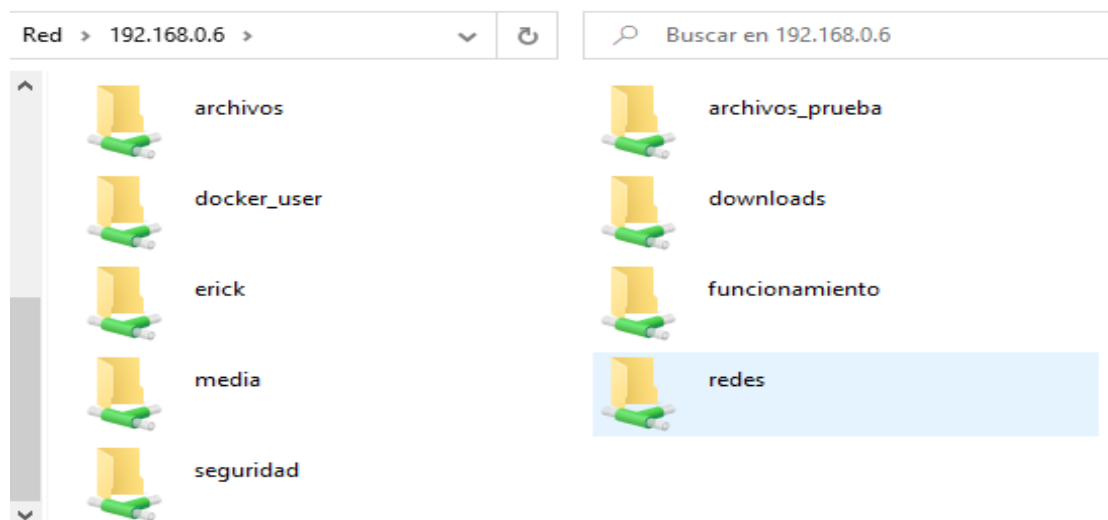 Red > 192.168.0.6 >
Buscar en 192.168.0.6
archivos
archivos_prueba
docker_user
downloads
erick
funcionamiento
media
redes
seguridad